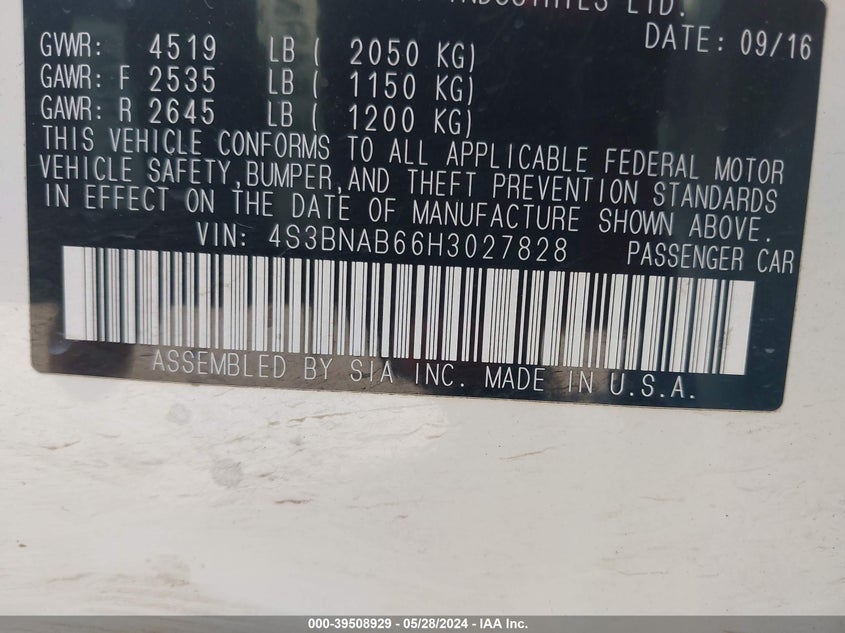 INDUSTRIES LTD.
DATE: 09/16
GVWR: 4519 LB ( 2050 KG)
GAWR: F 2535 LB ( 1150 KG)
GAWR: R 2645 LB ( 1200 KG)
THIS VEHICLE CONFORMS TO ALL APPLICABLE FEDERAL MOTOR
VEHICLE SAFETY,BUMPER,AND THEFT PREVENTION STANDARDS
IN EFFECT ON THE DATE OF MANUFACTURE SHOWN ABOVE.
VIN: 4S3BNAB66H3027828 PASSENGER CAR
ASSEMBLED BY SIA INC. MADE IN U.S.A.
000-39508929 - 05/28/2024 - IAA Inc.